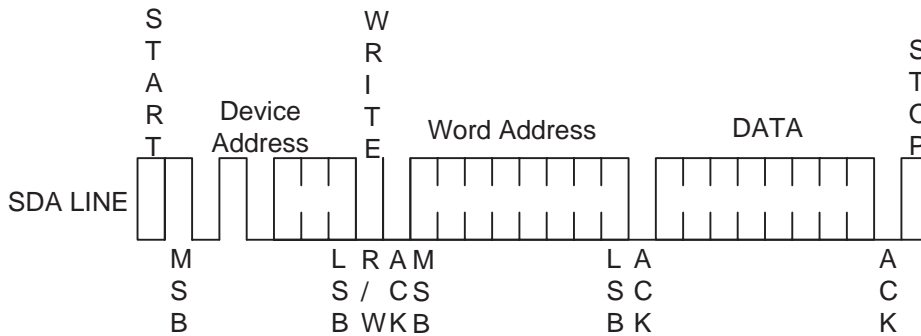 START
WRITE
STOP
Device
Address
Word Address
DATA
SDA LINE
MSB
LSB
R/W
ACK
MSB
LSB
ACK
ACK